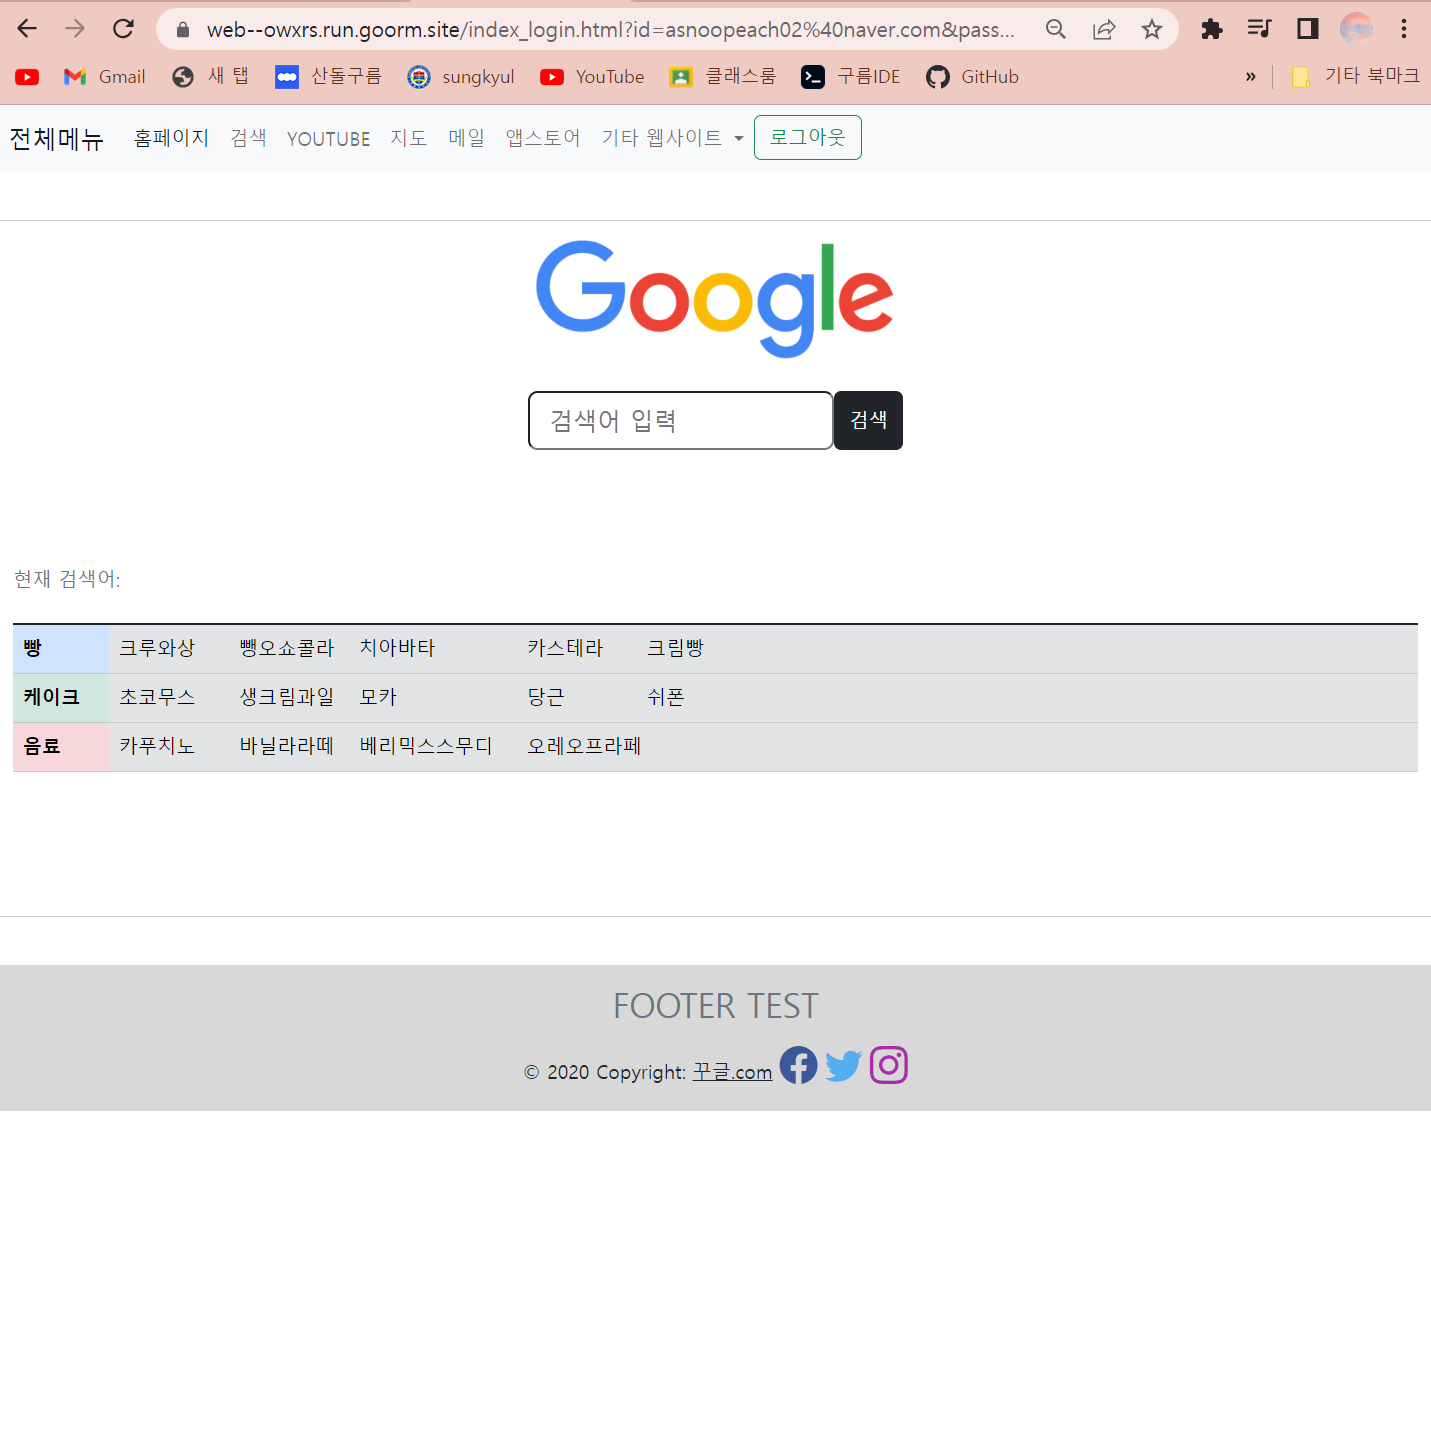 web--owxrs.run.goorm.site/index_login.html?id=asnoopeach02%40naver.com&pass...
Gmail 새 탭 산돌구름 sungkyul YouTube 클래스룸 구름IDE GitHub » 기타 북마크
전체메뉴 홈페이지 검색 YOUTUBE 지도 메일 앱스토어 기타 웹사이트 로그아웃
Google
검색어 입력 검색
현재 검색어:
빵 크루와상 뺑오쇼콜라 치아바타 카스테라 크림빵
케이크 초코무스 생크림과일 모카 당근 쉬폰
음료 카푸치노 바닐라라떼 베리믹스스무디 오레오프라페
FOOTER TEST
© 2020 Copyright: 꾸글.com